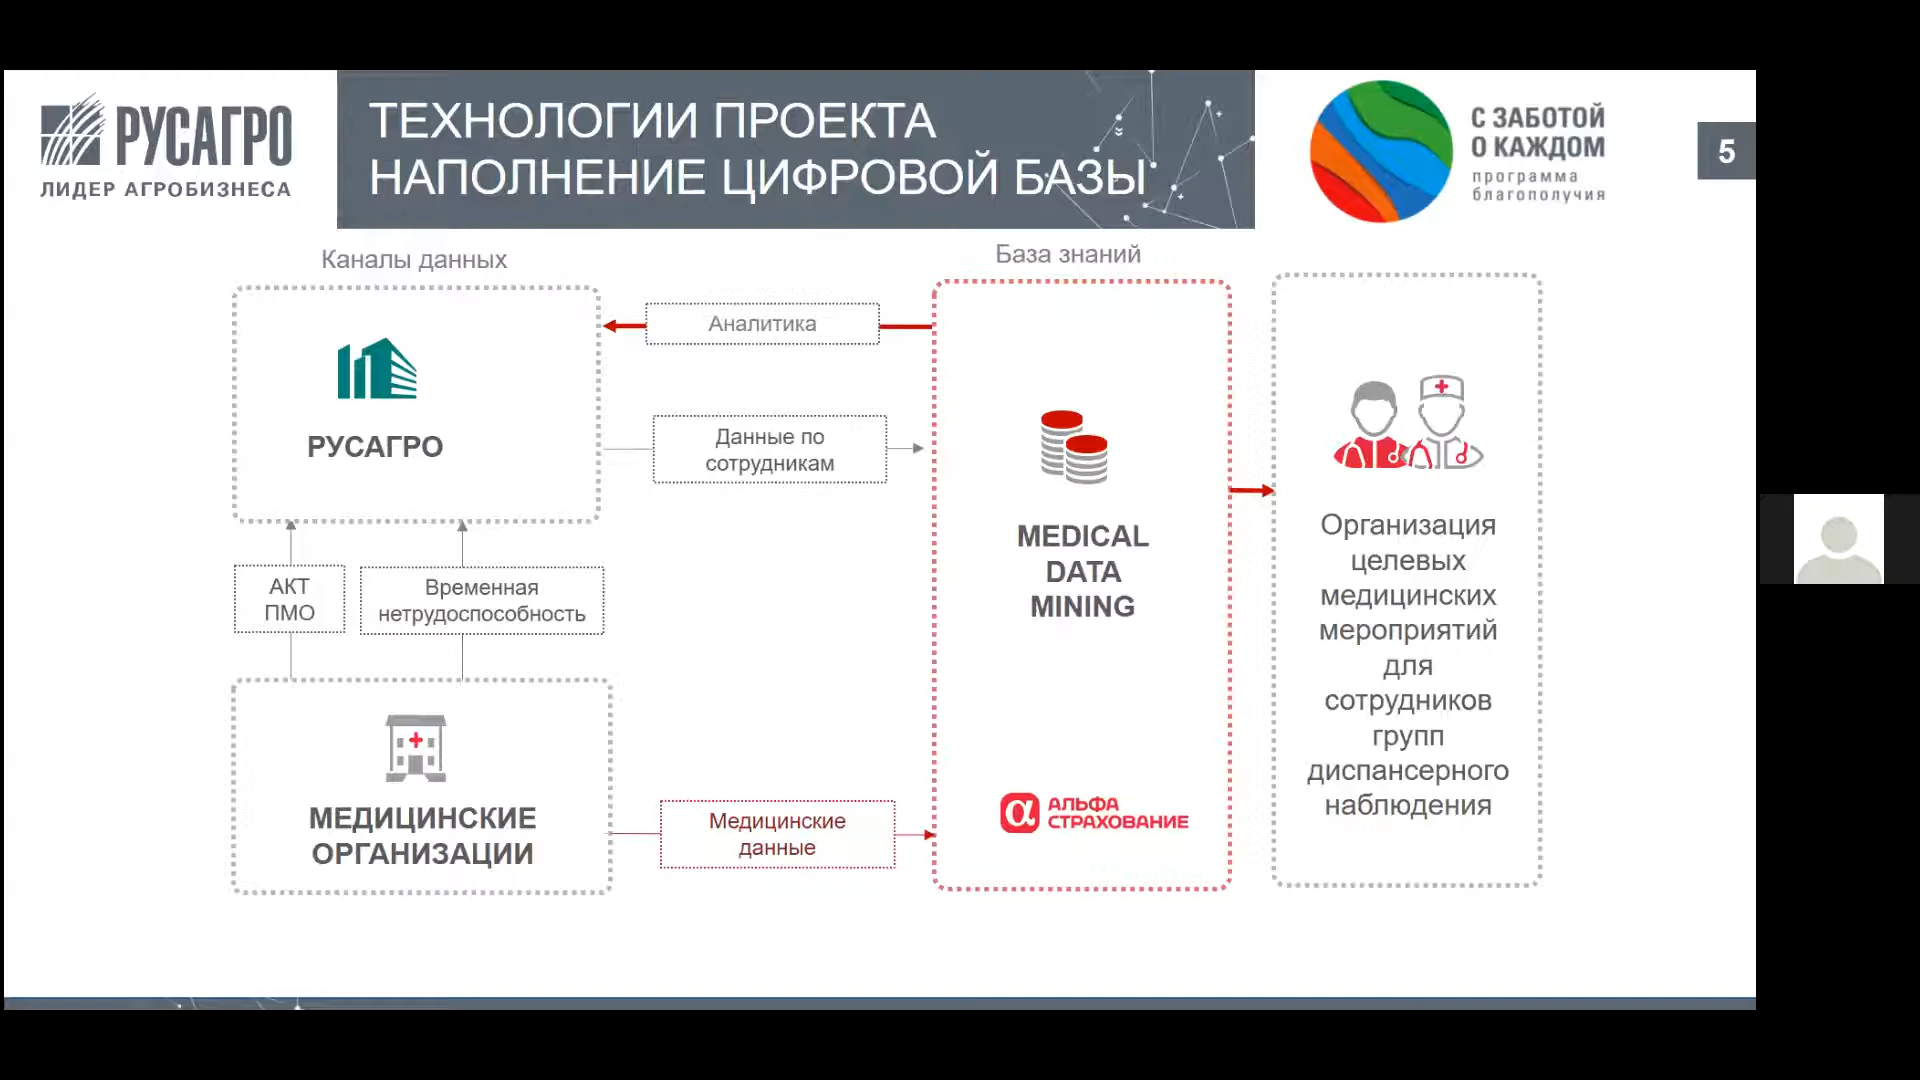 РУСАГРО
ЛИДЕР АГРОБИЗНЕСА
ТЕХНОЛОГИИ ПРОЕКТА
НАПОЛНЕНИЕ ЦИФРОВОЙ БАЗЫ
С ЗАБОТОЙ
О КАЖДОМ
программа
благополучия
5
Каналы данных
База знаний
РУСАГРО
Аналитика
Данные по
сотрудникам
АКТ
ПМО
Временная
нетрудоспособность
МЕДИЦИНСКИЕ
ОРГАНИЗАЦИИ
Медицинские
данные
MEDICAL
DATA
MINING
АЛЬФА
СТРАХОВАНИЕ
Организация
целевых
медицинских
мероприятий
для
сотрудников
групп
диспансерного
наблюдения